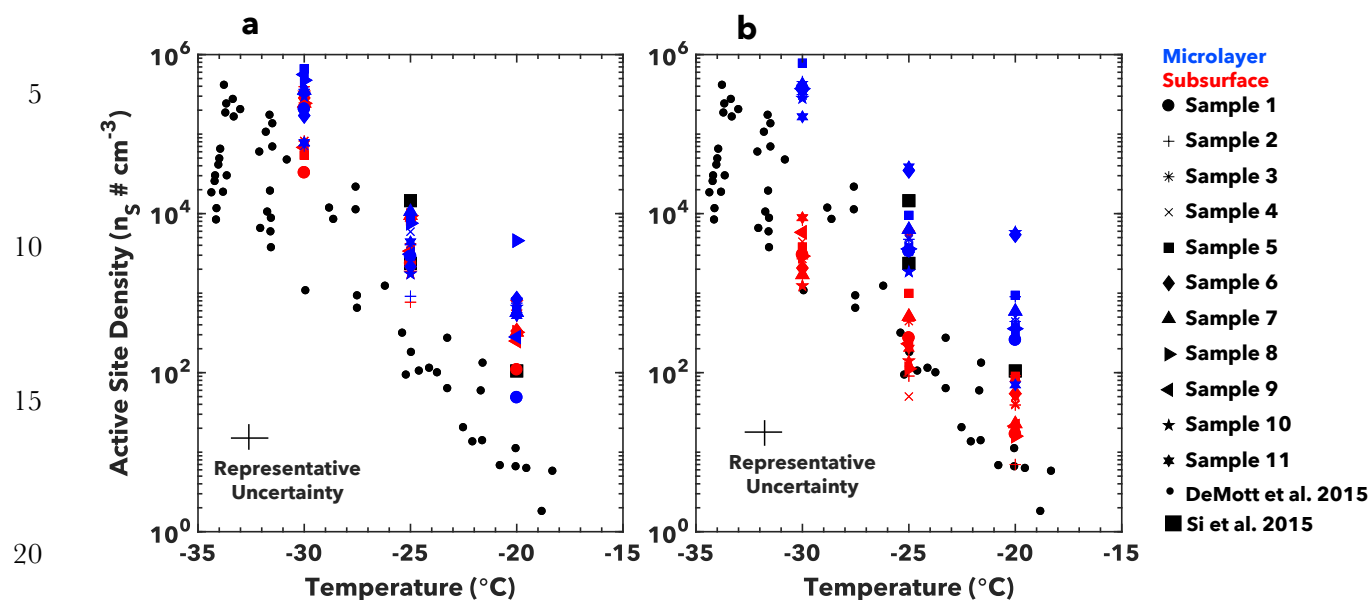 a
b
5
10
15
20
Active Site Density (n_s # cm^-3)
10^6
10^4
10^2
10^0
-35
-30
-25
-20
-15
Temperature (°C)
Representative
Uncertainty
10^6
10^4
10^2
10^0
-35
-30
-25
-20
-15
Temperature (°C)
Representative
Uncertainty
Microlayer
Subsurface
Sample 1
Sample 2
Sample 3
Sample 4
Sample 5
Sample 6
Sample 7
Sample 8
Sample 9
Sample 10
Sample 11
DeMott et al. 2015
Si et al. 2015